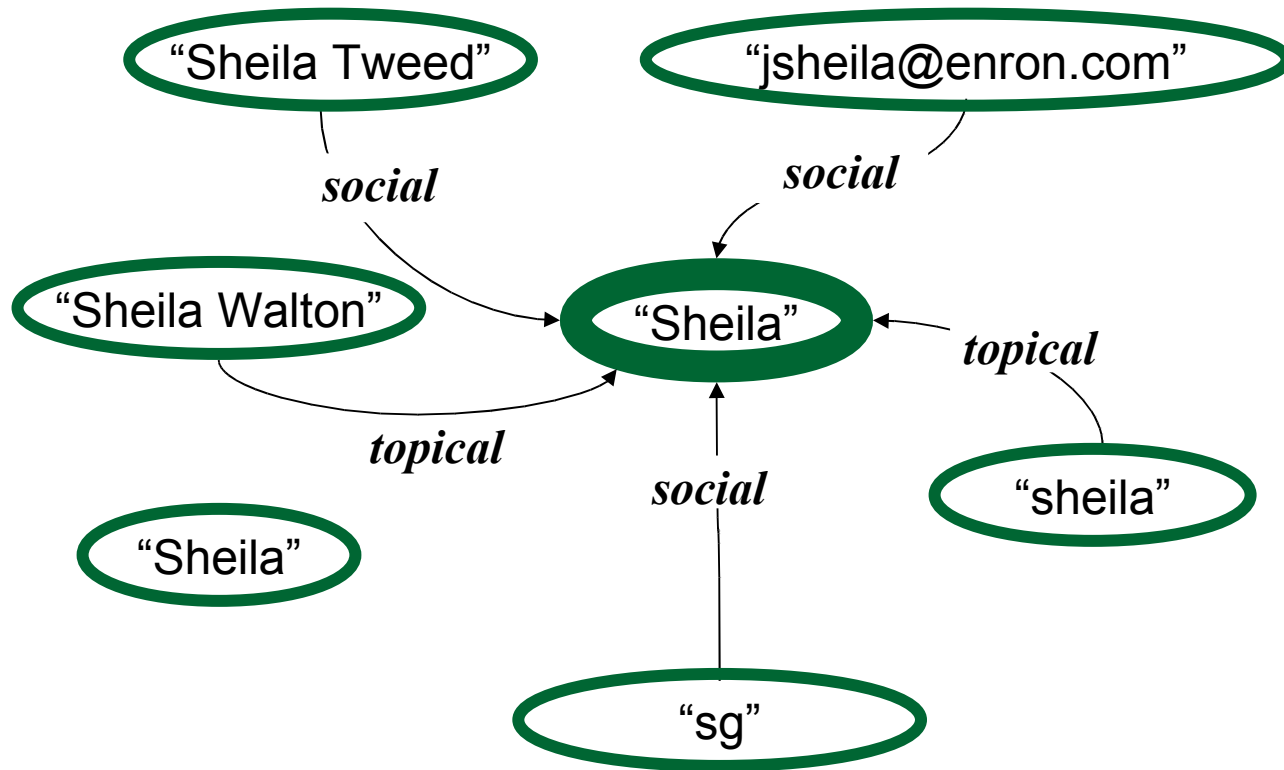 “Sheila Tweed”
“jsheila@enron.com”
social
social
“Sheila Walton”
“Sheila”
topical
topical
social
“sheila”
“Sheila”
“sg”